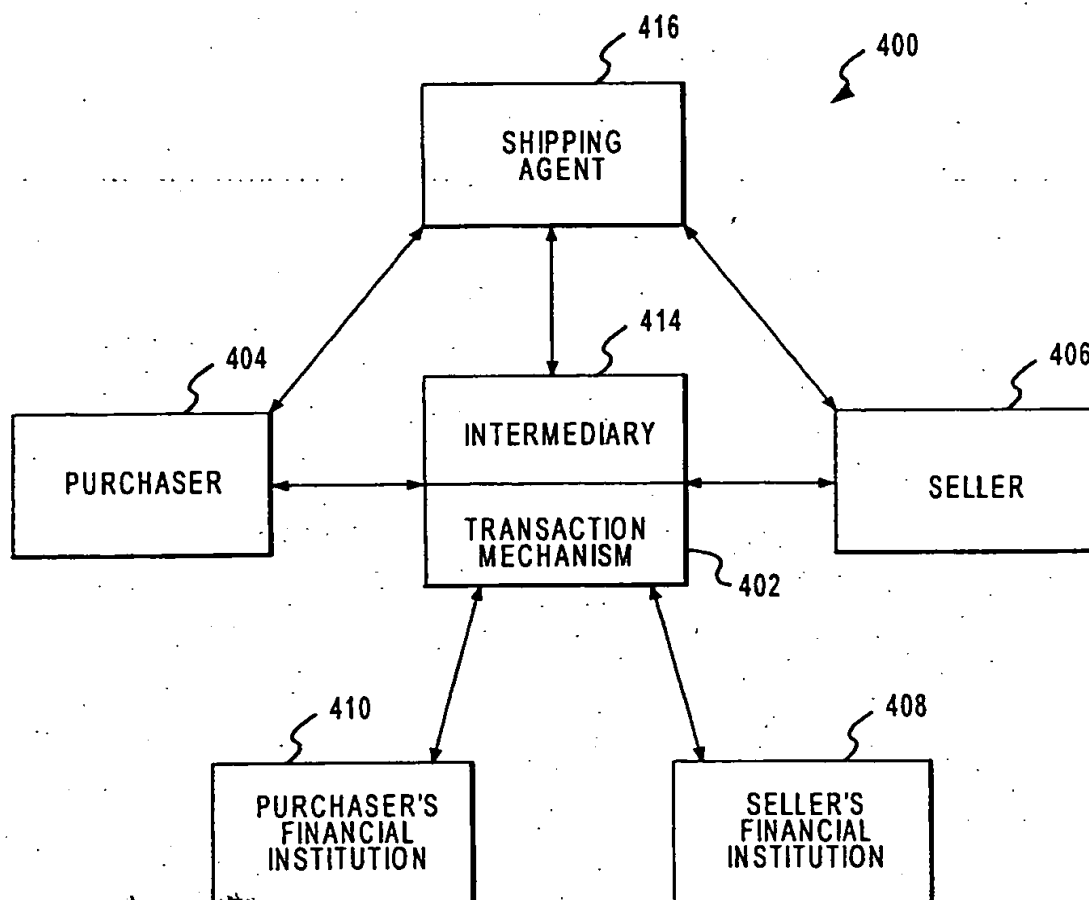 416
400
SHIPPING
AGENT
414
404
406
INTERMEDIARY
PURCHASER
SELLER
TRANSACTION
MECHANISM
402
410
408
PURCHASER'S
FINANCIAL
INSTITUTION
SELLER'S
FINANCIAL
INSTITUTION